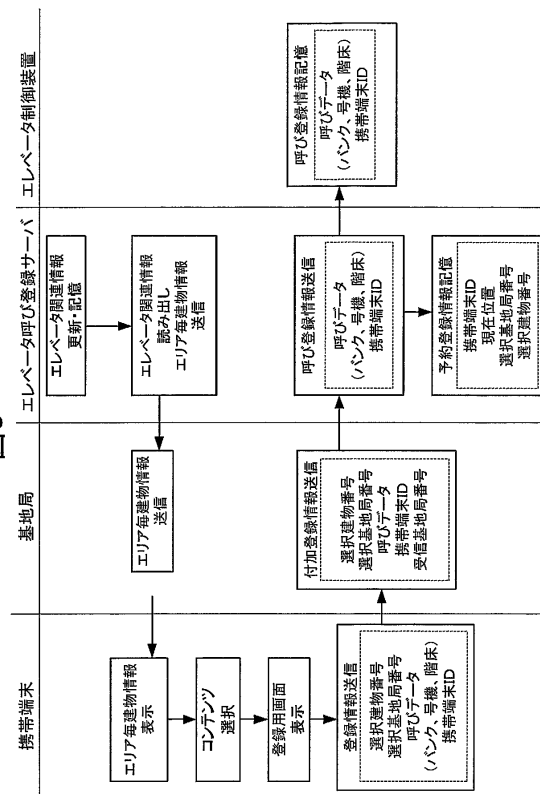 携帯端末
基地局
エレベータ呼び登録サーバ
エレベータ制御装置
エレベータ関連情報
更新・記憶
エレベータ関連情報
読み出し
エリア毎建物情報
送信
エリア毎建物情報
送信
エリア毎建物情報
表示
コンテンツ
選択
登録用画面
表示
登録情報送信
選択建物番号
選択基地局番号
呼びデータ
(バンク、号機、階床)
携帯端末ID
付加登録情報送信
選択建物番号
選択基地局番号
呼びデータ
携帯端末ID
受信基地局番号
呼び登録情報送信
呼びデータ
(バンク、号機、階床)
携帯端末ID
予約登録情報記憶
携帯端末ID
現在位置
選択基地局番号
選択建物番号
呼び登録情報記憶
呼びデータ
(バンク、号機、階床)
携帯端末ID